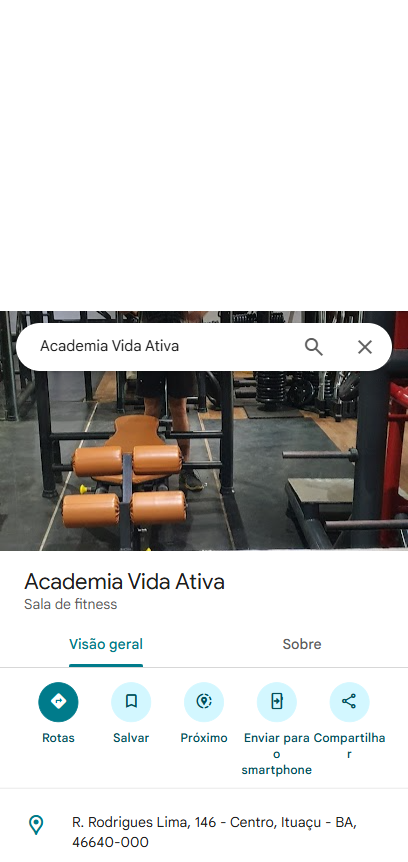 Academia Vida Ativa
Academia Vida Ativa
Sala de fitness
Visão geral
Sobre
Rotas
Salvar
Próximo
Enviar para
o
smartphone
Compartilha
r
R. Rodrigues Lima, 146 - Centro, Ituaçu - BA,
46640-000